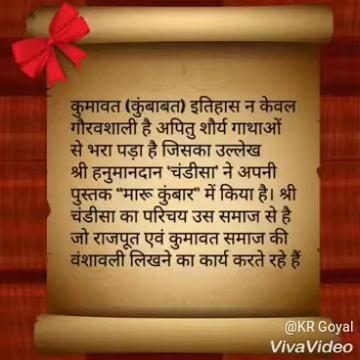 कुमावत (कुंबाबत) इतिहास न केवल
गौरवशाली है अपितु शौर्य गाथाओं
से भरा पड़ा है जिसका उल्लेख
श्री हनुमानदान 'चंडीसा' ने अपनी
पुस्तक "मारू कुंबार" में किया है। श्री
चंडीसा का परिचय उस समाज से है
जो राजपूत एवं कुमावत समाज की
वंशावली लिखने का कार्य करते रहे हैं
@KR Goyal
VivaVideo